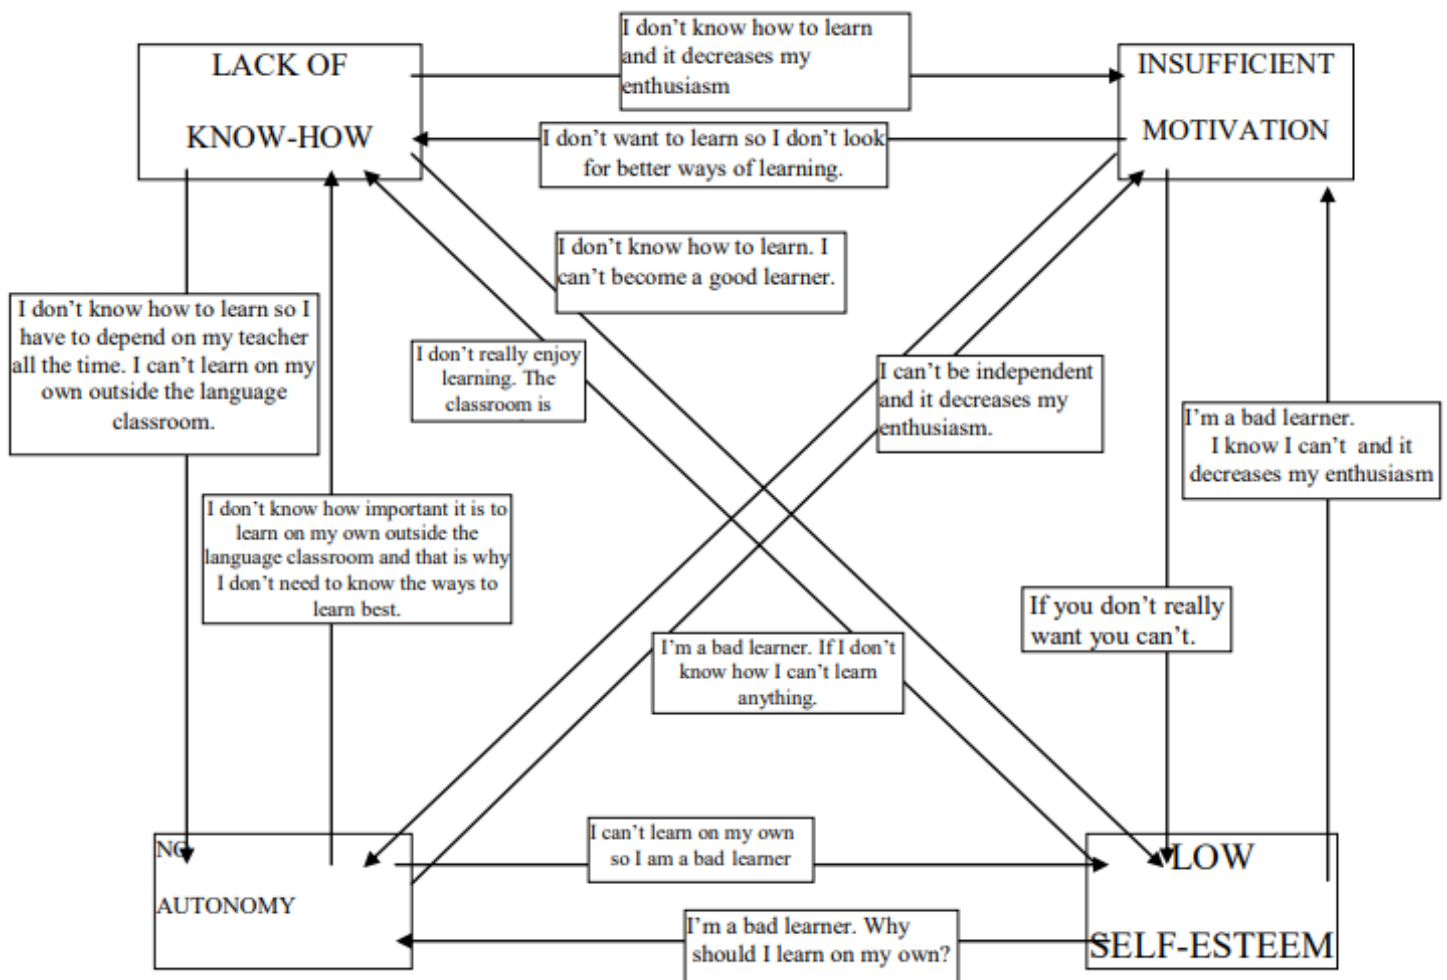 LACK OF
KNOW-HOW
I don't know how to learn
and it decreases my
enthusiasm
INSUFFICIENT
MOTIVATION
I don't want to learn so I don't look
for better ways of learning.
I don't know how to learn. I
can't become a good learner.
I don't know how to learn so I
have to depend on my teacher
all the time. I can't learn on my
own outside the language
classroom.
I don't really enjoy
learning. The
classroom is
I can't be independent
and it decreases my
enthusiasm.
I'm a bad learner.
I know I can't and it
decreases my enthusiasm
I don't know how important it is to
learn on my own outside the
language classroom and that is why
I don't need to know the ways to
learn best.
If you don't really
want you can't.
I'm a bad learner. If I don't
know how I can't learn
anything.
NO
AUTONOMY
I can't learn on my own
so I am a bad learner
LOW
SELF-ESTEEM
I'm a bad learner. Why
should I learn on my own?